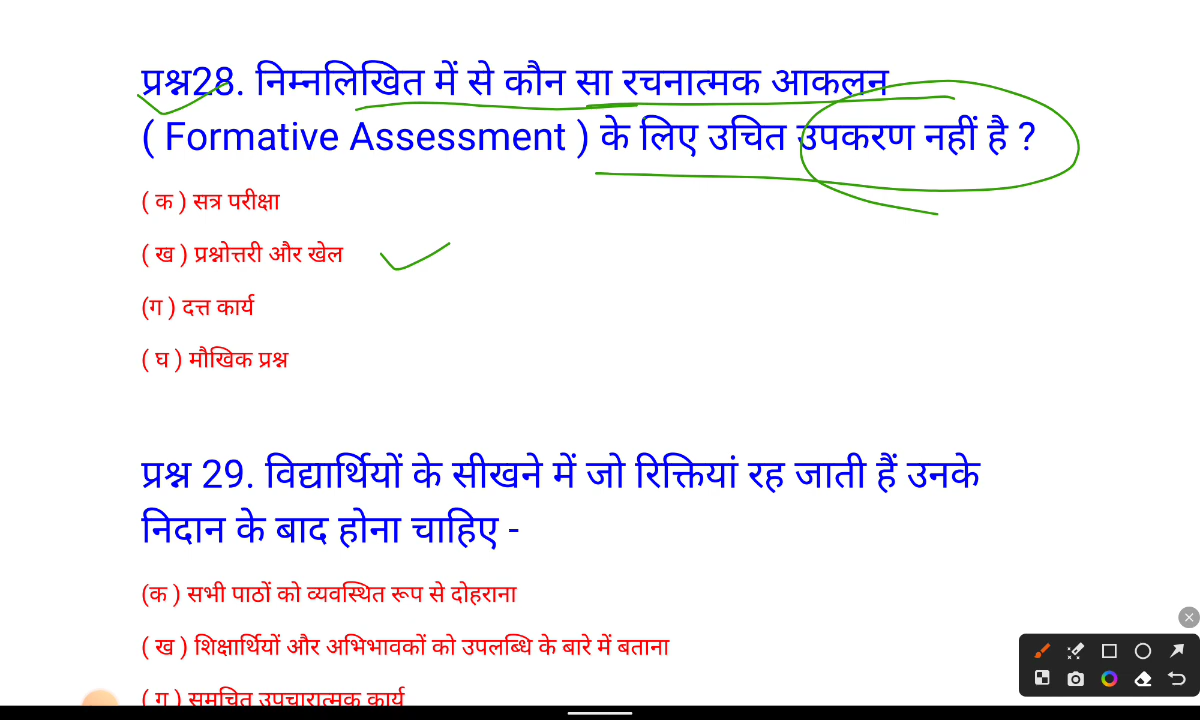 प्रश्न28. निम्नलिखित में से कौन सा रचनात्मक आकलन
( Formative Assessment ) के लिए उचित उपकरण नहीं है ?
( क ) सत्र परीक्षा
( ख ) प्रश्नोत्तरी और खेल
(ग ) दत्त कार्य
( घ ) मौखिक प्रश्न
प्रश्न 29. विद्यार्थियों के सीखने में जो रिक्तियां रह जाती हैं उनके
निदान के बाद होना चाहिए -
(क ) सभी पाठों को व्यवस्थित रूप से दोहराना
( ख ) शिक्षार्थियों और अभिभावकों को उपलब्धि के बारे में बताना
( ग ) समुचित उपचारात्मक कार्य